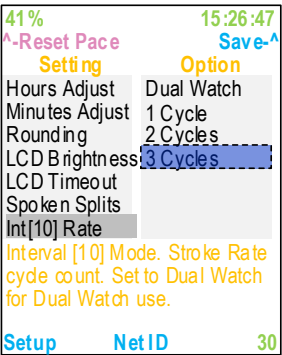 41% 15:26:47
^-Reset Pace Save-^
Setting Option
Hours Adjust Dual Watch
Minutes Adjust 1 Cycle
Rounding 2 Cycles
LCD Brightness 3 Cycles
LCD Timeout
Spoken Splits
Int[10] Rate
Interval [10] Mode. Stroke Rate
cycle count. Set to Dual Watch
for Dual Watch use.
Setup Net ID 30